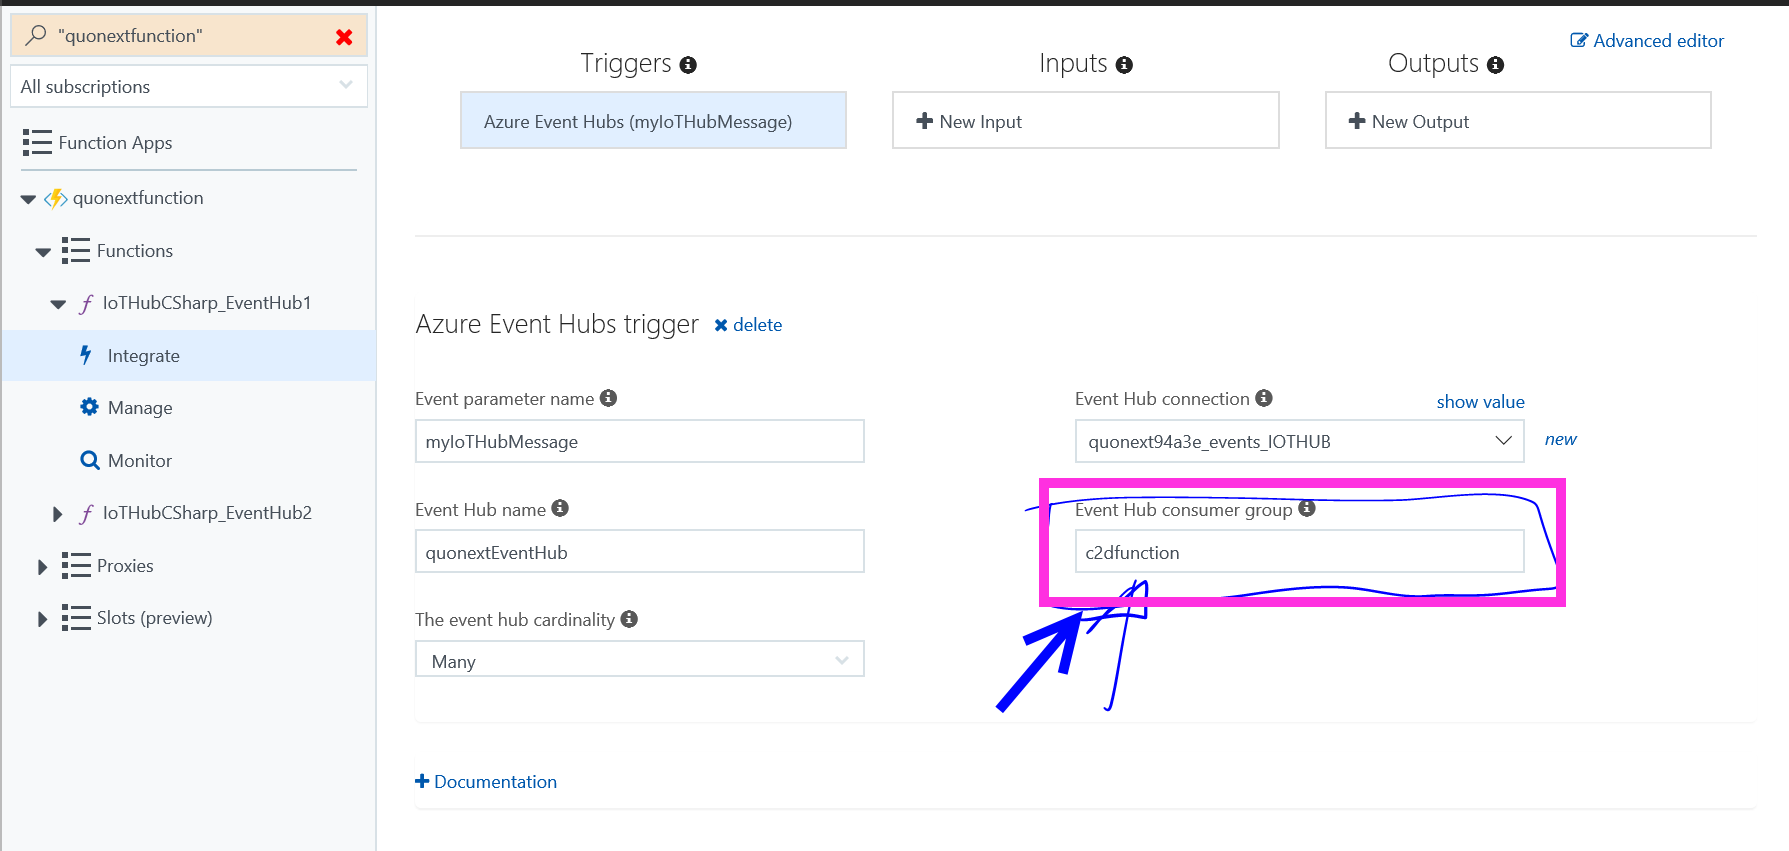 "quonextfunction"
All subscriptions
Function Apps
quonextfunction
Functions
IoTHubCSharp_EventHub1
Integrate
Manage
Monitor
IoTHubCSharp_EventHub2
Proxies
Slots (preview)
Advanced editor
Triggers
Inputs
Outputs
Azure Event Hubs (myIoTHubMessage)
New Input
New Output
Azure Event Hubs trigger delete
Event parameter name
myIoTHubMessage
Event Hub connection
show value
quonext94a3e_events_IOTHUB
new
Event Hub name
quonextEventHub
Event Hub consumer group
c2dfunction
The event hub cardinality
Many
Documentation